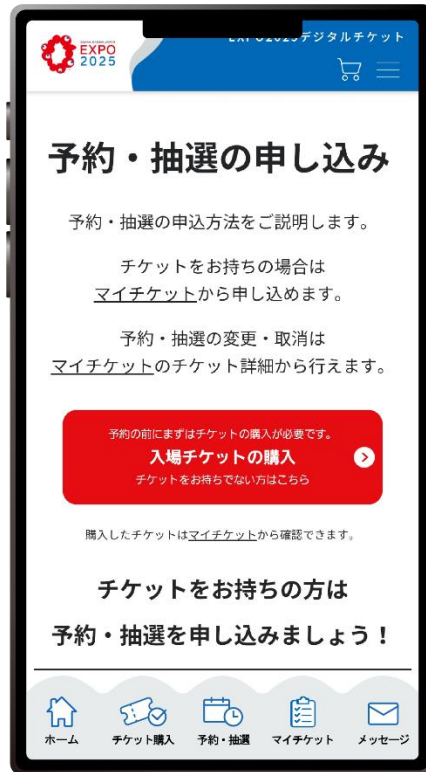 EXPO
2025
EXPO2025デジタルチケット
予約・抽選の申し込み
予約・抽選の申込方法をご説明します。
チケットをお持ちの場合は
マイチケットから申し込めます。
予約・抽選の変更・取消は
マイチケットのチケット詳細から行えます。
予約の前にまずはチケットの購入が必要です。
入場チケットの購入
チケットをお持ちでない方はこちら
購入したチケットはマイチケットから確認できます。
チケットをお持ちの方は
予約・抽選を申し込みましょう！
ホーム
チケット購入
予約・抽選
マイチケット
メッセージ